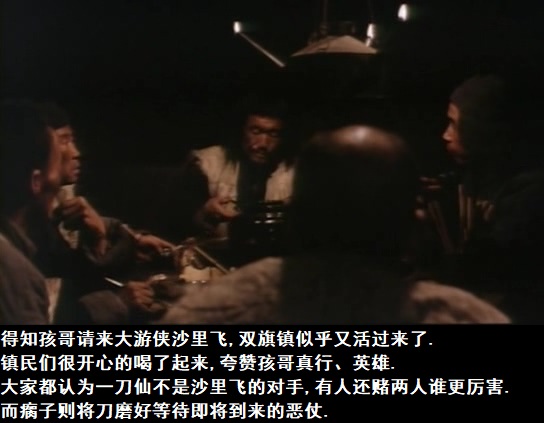 得知孩哥请来大游侠沙里飞,双旗镇似乎又活过来了.
镇民们很开心的喝了起来,夸赞孩哥真行、英雄.
大家都认为一刀仙不是沙里飞的对手,有人还赌两人谁更厉害.
而瘸子则将刀磨好等待即将到来的恶仗.